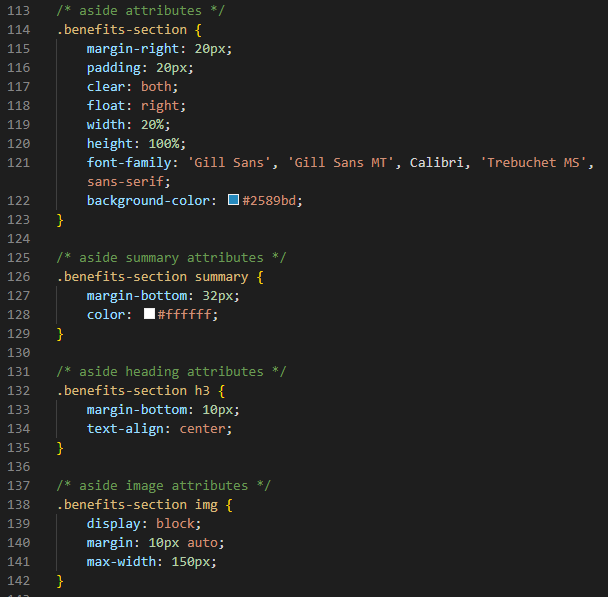 113 /* aside attributes */
114 .benefits-section {
115     margin-right: 20px;
116     padding: 20px;
117     clear: both;
118     float: right;
119     width: 20%;
120     height: 100%;
121     font-family: 'Gill Sans', 'Gill Sans MT', Calibri, 'Trebuchet MS',
    sans-serif;
122     background-color: #2589bd;
123 }
124
125 /* aside summary attributes */
126 .benefits-section summary {
127     margin-bottom: 32px;
128     color: #ffffff;
129 }
130
131 /* aside heading attributes */
132 .benefits-section h3 {
133     margin-bottom: 10px;
134     text-align: center;
135 }
136
137 /* aside image attributes */
138 .benefits-section img {
139     display: block;
140     margin: 10px auto;
141     max-width: 150px;
142 }